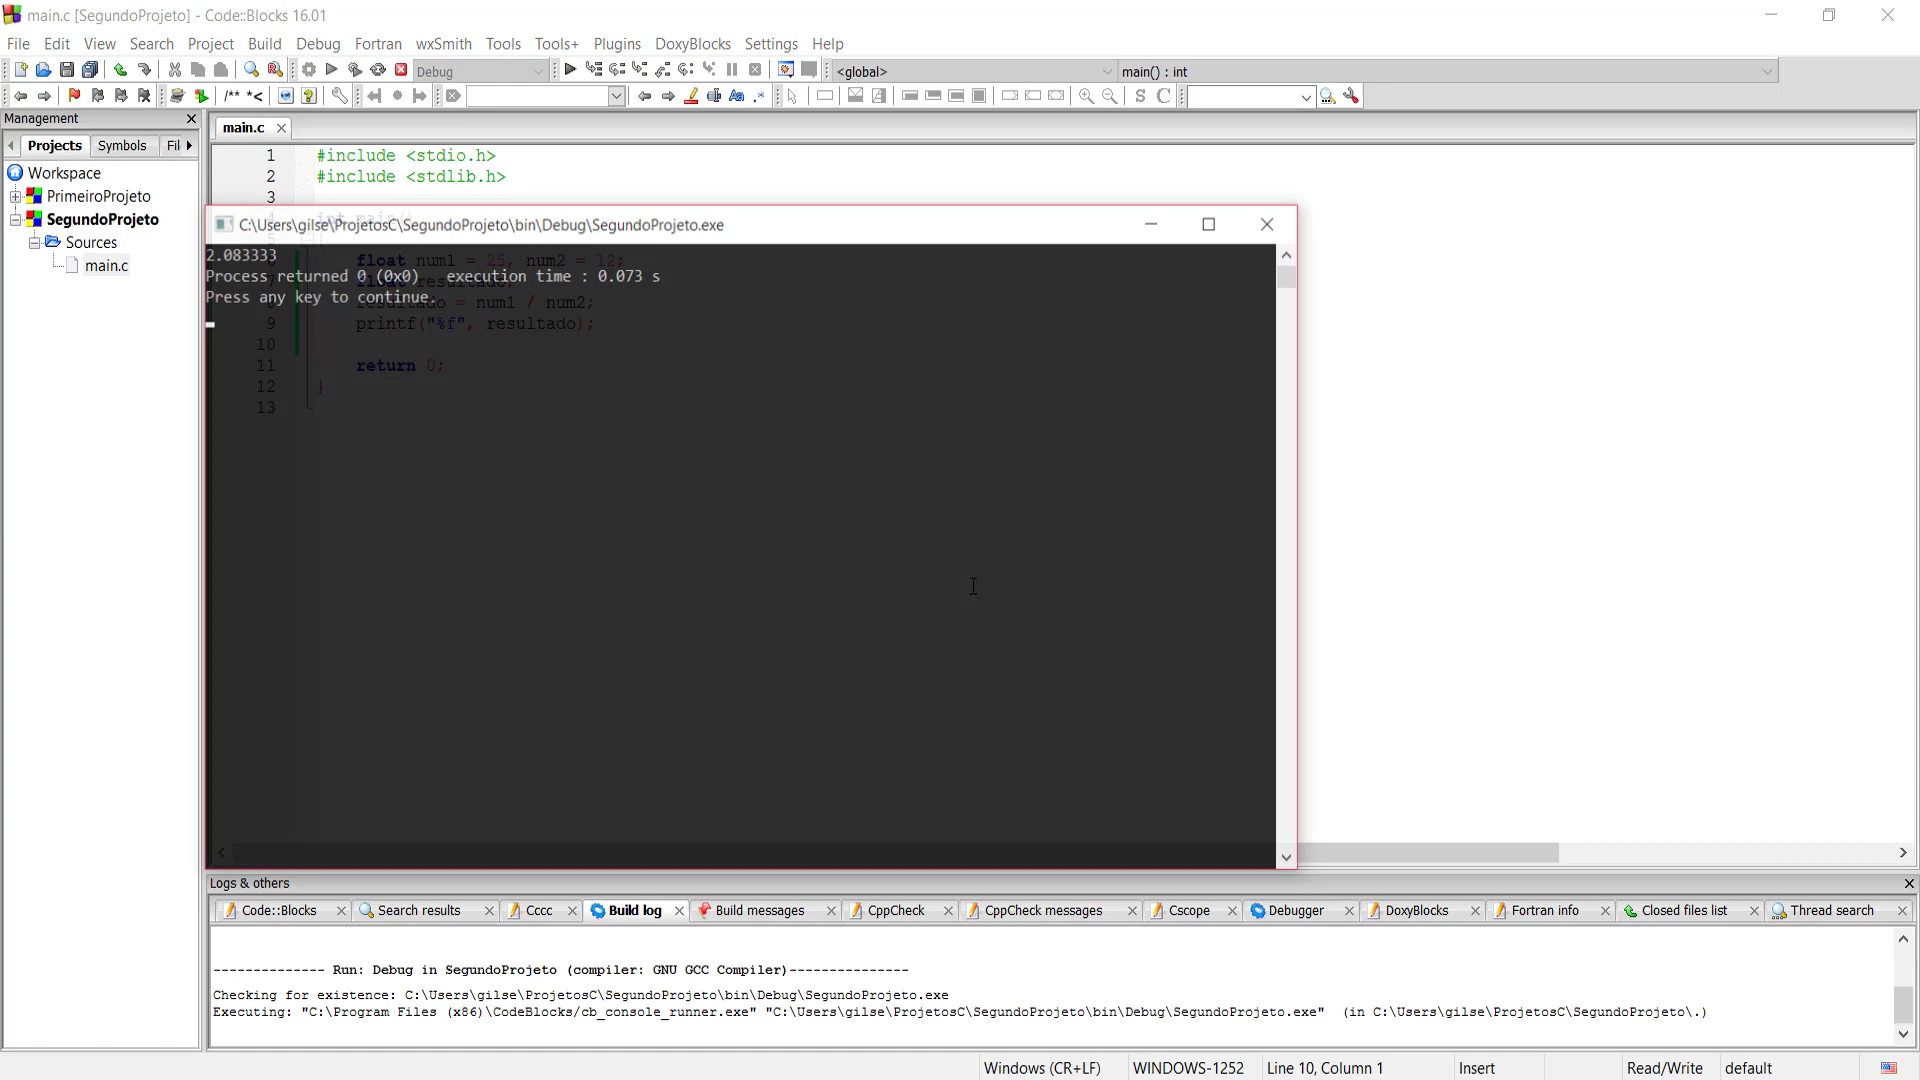 main.c [SegundoProjeto] - Code::Blocks 16.01
File Edit View Search Project Build Debug Fortran wxSmith Tools Tools+ Plugins DoxyBlocks Settings Help
Debug <global> main() : int
/** *< S C
Management
main.c
Projects Symbols Fil
Workspace
PrimeiroProjeto
SegundoProjeto
Sources
main.c
1 #include <stdio.h>
2 #include <stdlib.h>
3
int main()
C:\Users\gilse\ProjetosC\SegundoProjeto\bin\Debug\SegundoProjeto.exe
2.083333
Process returned 0 (0x0) execution time : 0.073 s
Press any key to continue.
float num1 = 25, num2 = 12;
float resultado;
resultado = num1 / num2;
9 printf("%f", resultado);
10
11 return 0;
12 }
13
Logs & others
Code::Blocks Search results Cccc Build log Build messages CppCheck CppCheck messages Cscope Debugger DoxyBlocks Fortran info Closed files list Thread search
-------------- Run: Debug in SegundoProjeto (compiler: GNU GCC Compiler)---------------
Checking for existence: C:\Users\gilse\ProjetosC\SegundoProjeto\bin\Debug\SegundoProjeto.exe
Executing: "C:\Program Files (x86)\CodeBlocks/cb_console_runner.exe" "C:\Users\gilse\ProjetosC\SegundoProjeto\bin\Debug\SegundoProjeto.exe" (in C:\Users\gilse\ProjetosC\SegundoProjeto\.)
Windows (CR+LF) WINDOWS-1252 Line 10, Column 1 Insert Read/Write default